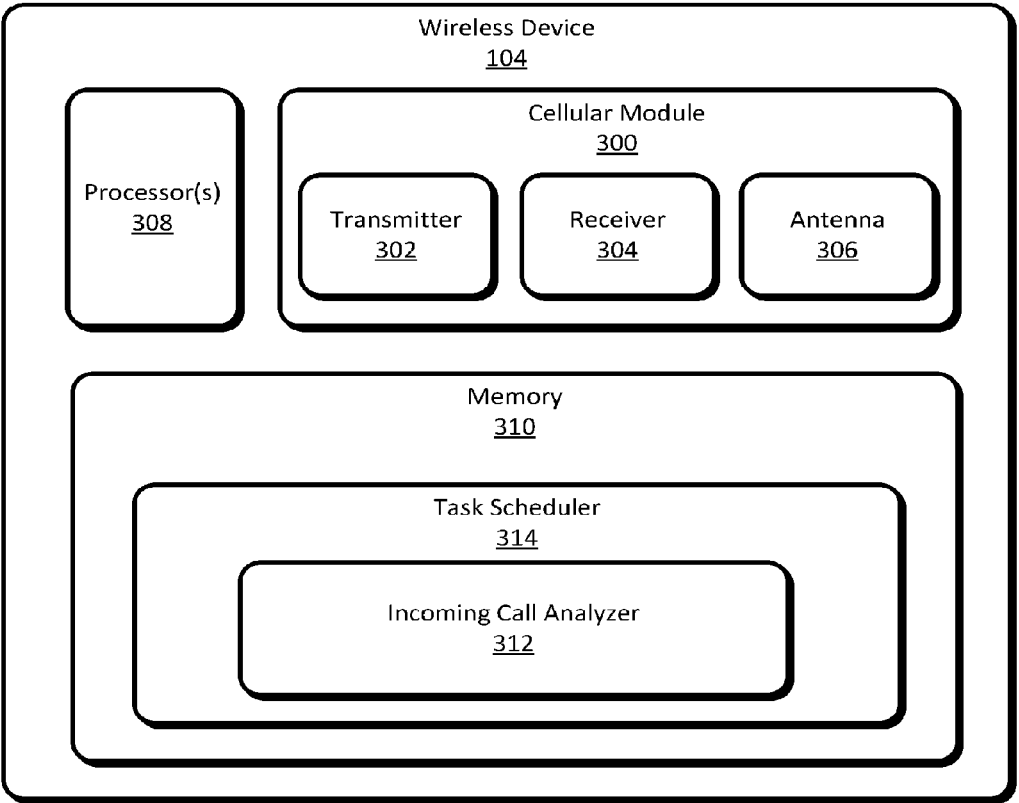 Wireless Device
104
Processor(s)
308
Cellular Module
300
Transmitter
302
Receiver
304
Antenna
306
Memory
310
Task Scheduler
314
Incoming Call Analyzer
312